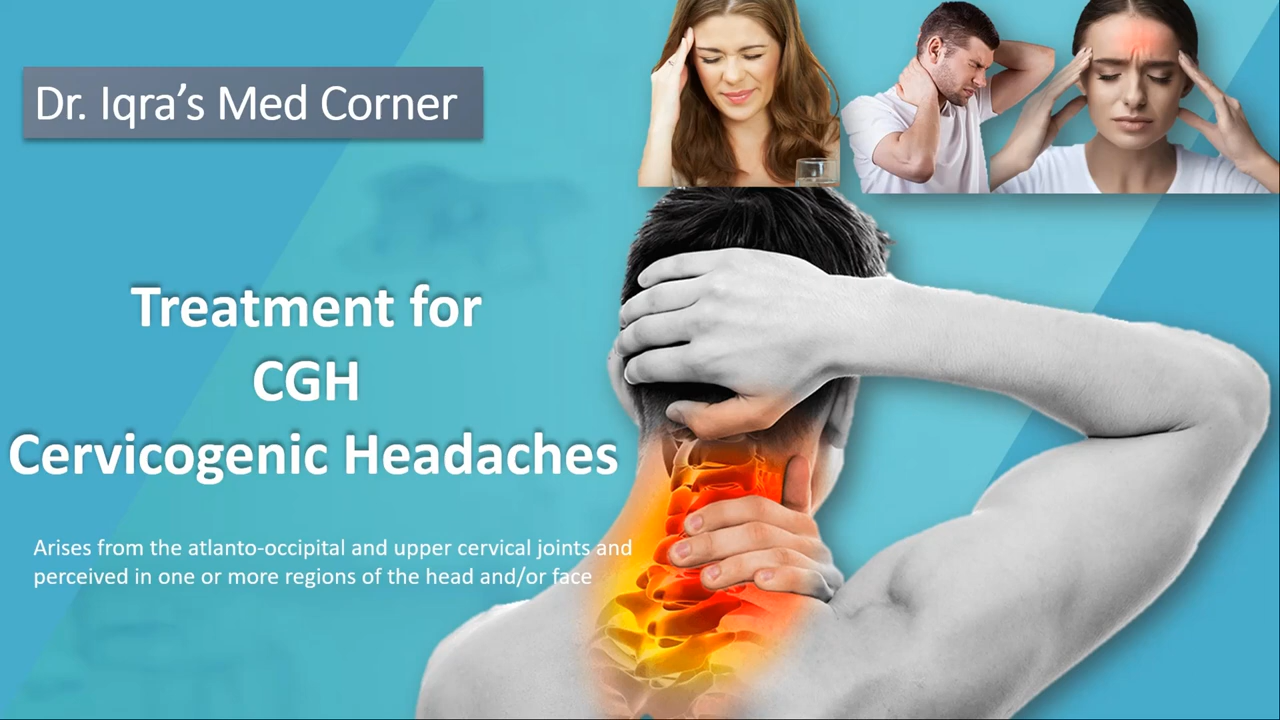 Dr. Iqra’s Med Corner
Treatment for
CGH
Cervicogenic Headaches
Arises from the atlanto-occipital and upper cervical joints and
perceived in one or more regions of the head and/or face